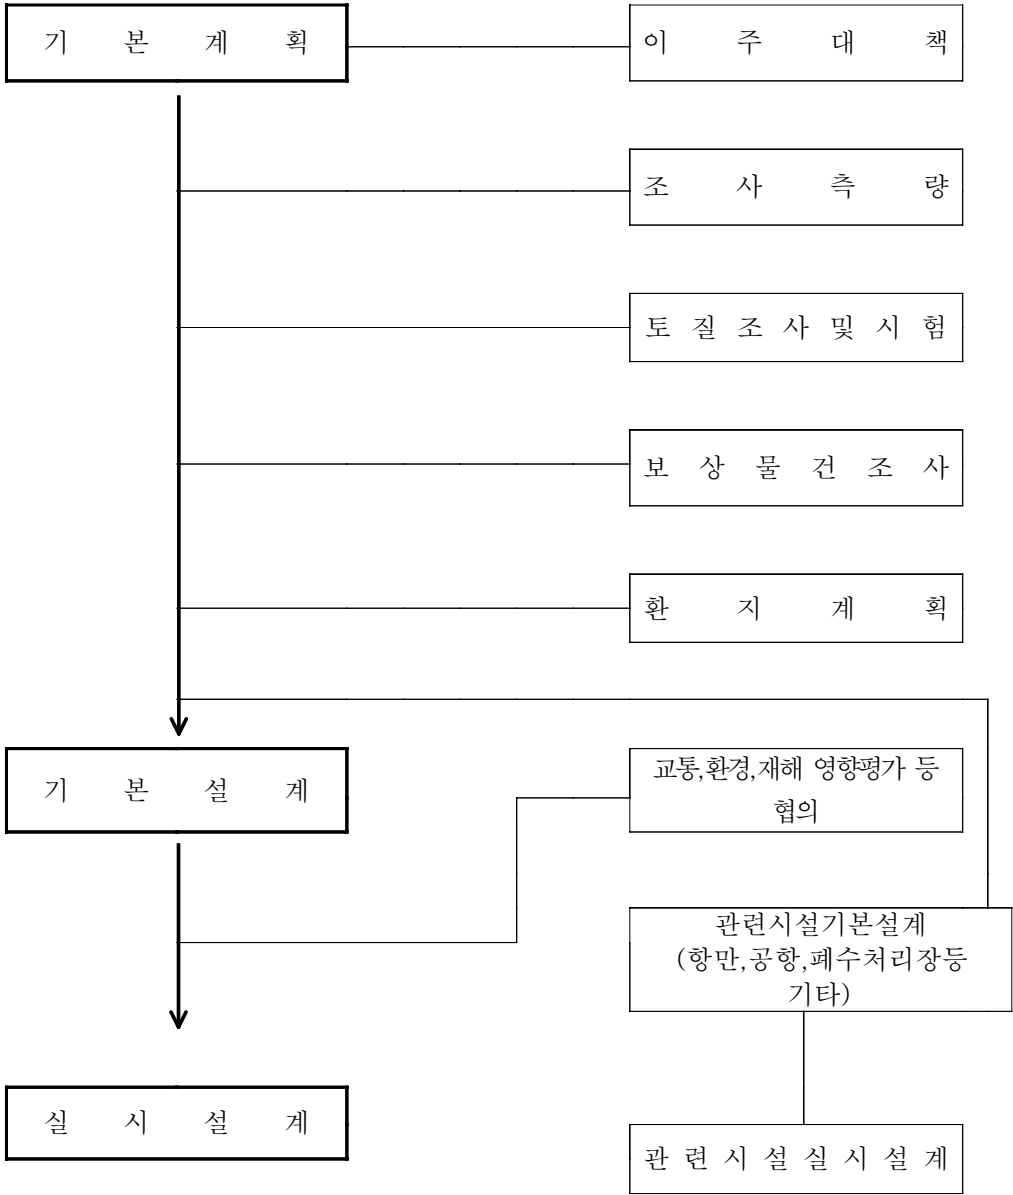 기 본 계 획
이 주 대 책
조 사 측 량
토 질 조 사 및 시 험
보 상 물 건 조 사
환 지 계 획
기 본 설 계
교통,환경,재해 영향평가 등
협의
관련시설기본설계
(항만,공항,폐수처리장등
기타)
실 시 설 계
관 련 시 설 실 시 설 계